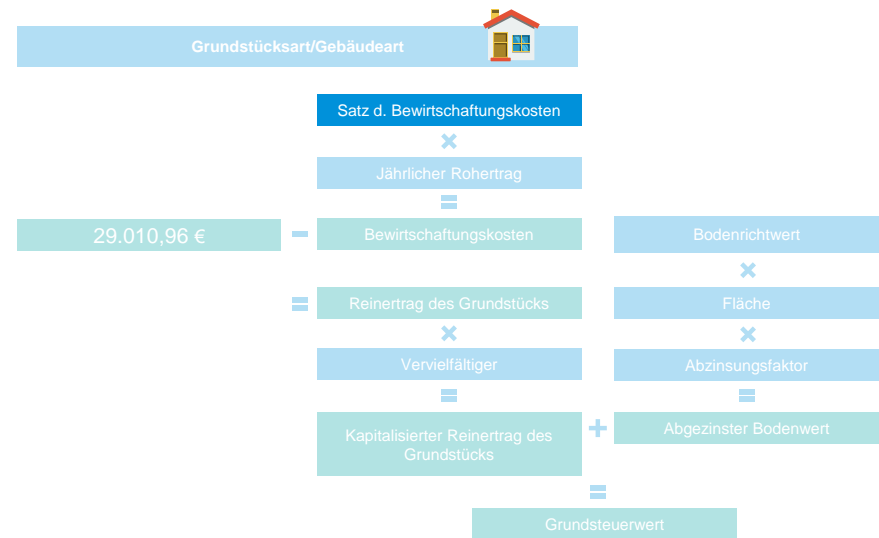 Grundstücksart/Gebäudeart
Satz d. Bewirtschaftungskosten
×
Jährlicher Rohertrag
=
29.010,96 € − Bewirtschaftungskosten Bodenrichtwert
×
= Reinertrag des Grundstücks Fläche
× ×
Vervielfältiger Abzinsungsfaktor
= =
Kapitalisierter Reinertrag des
Grundstücks
+ Abgezinster Bodenwert
=
Grundsteuerwert